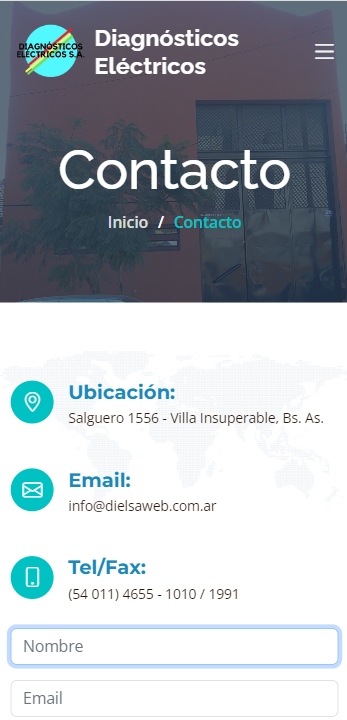 DIAGNÓSTICOS
ELÉCTRICOS S.A.
Diagnósticos
Eléctricos
Contacto
Inicio / Contacto
Ubicación:
Salguero 1556 - Villa Insuperable, Bs. As.
Email:
info@dielsaweb.com.ar
Tel/Fax:
(54 011) 4655 - 1010 / 1991
Nombre
Email